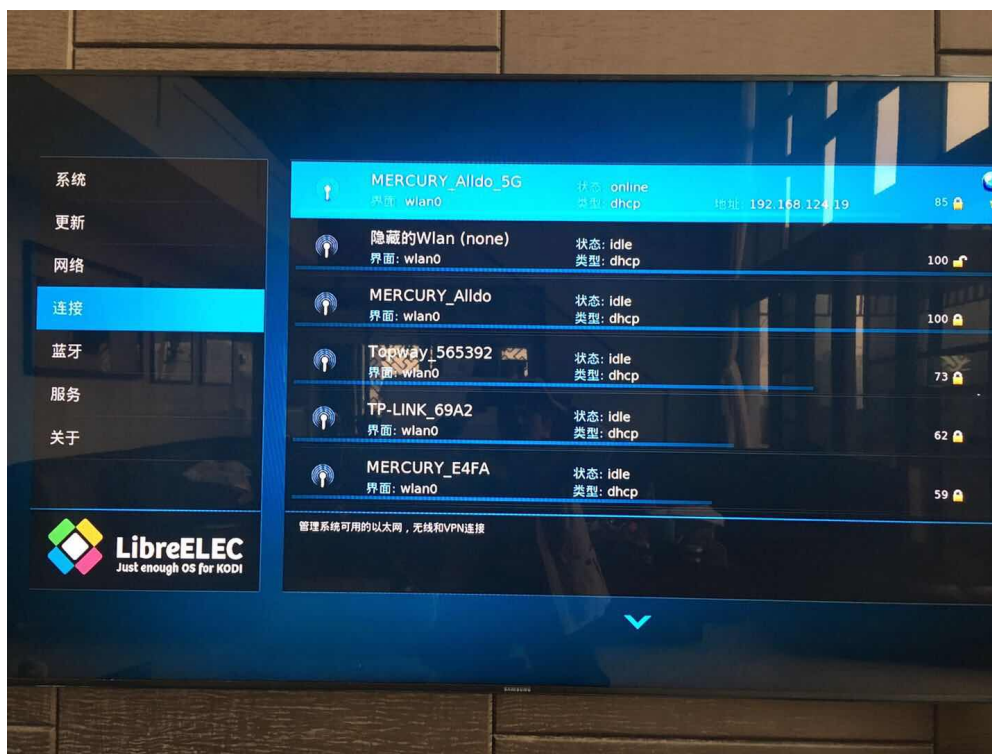 系统
更新
网络
连接
蓝牙
服务
关于
LibreELEC
Just enough OS for KODI
MERCURY_Alldo_5G
界面: wlan0
状态: online
类型: dhcp
地址: 192.168.124.19
85
隐藏的Wlan (none)
界面: wlan0
状态: idle
类型: dhcp
100
MERCURY_Alldo
界面: wlan0
状态: idle
类型: dhcp
100
Topway_565392
界面: wlan0
状态: idle
类型: dhcp
73
TP-LINK_69A2
界面: wlan0
状态: idle
类型: dhcp
62
MERCURY_E4FA
界面: wlan0
状态: idle
类型: dhcp
59
管理系统可用的以太网，无线和VPN连接
SAMSUNG